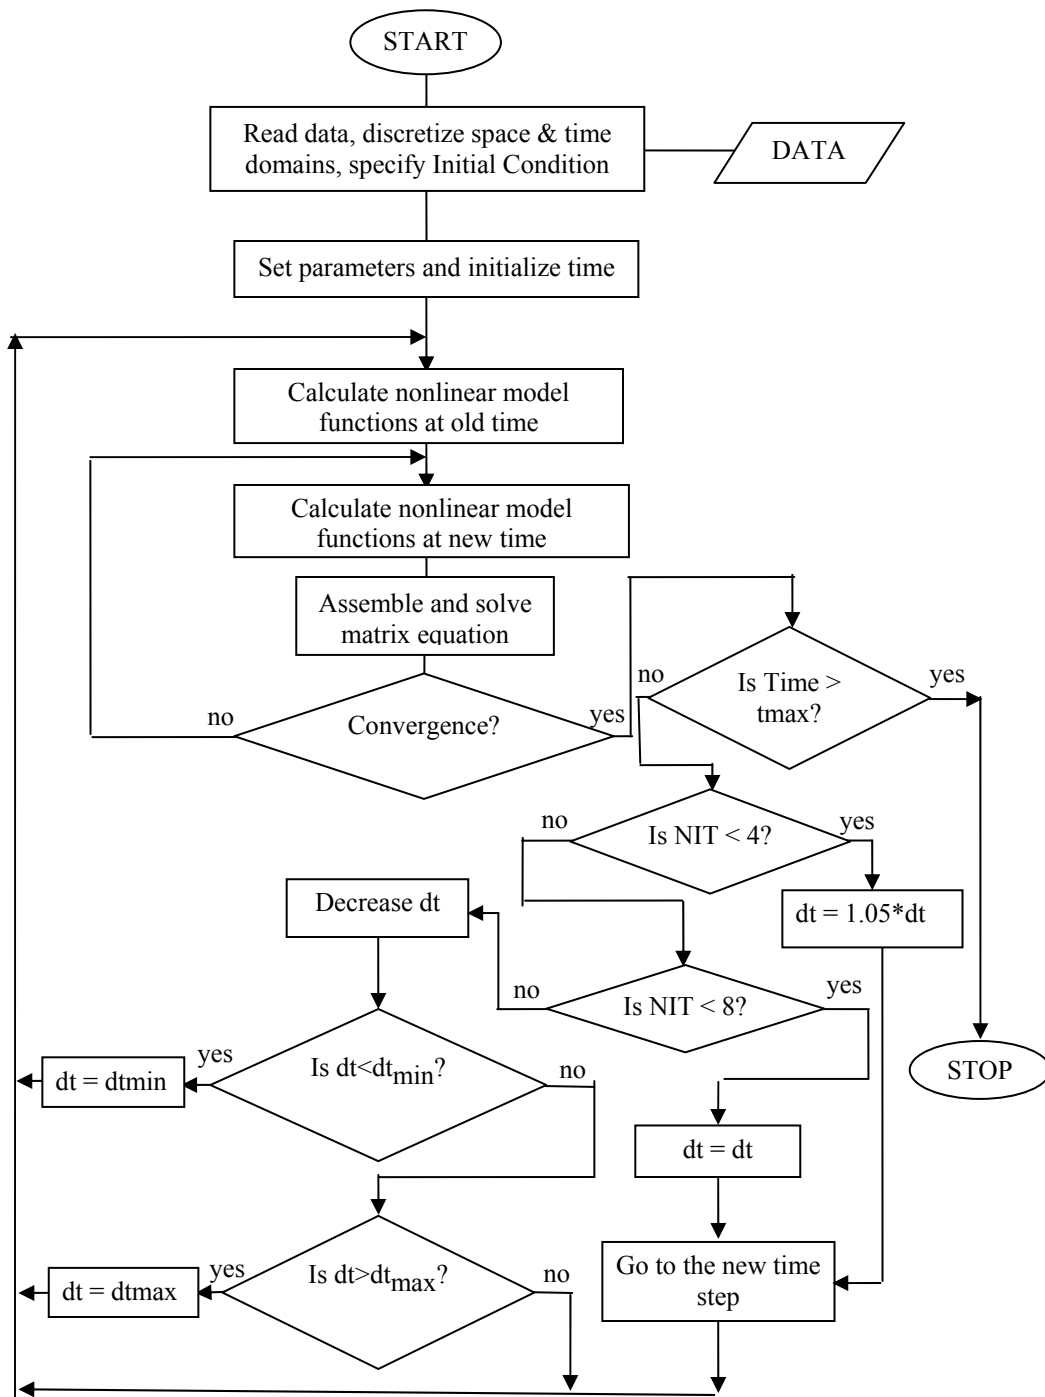 START
Read data, discretize space & time
domains, specify Initial Condition
DATA
Set parameters and initialize time
Calculate nonlinear model
functions at old time
Calculate nonlinear model
functions at new time
Assemble and solve
matrix equation
no
Is Time >
tmax?
yes
no
Convergence?
yes
no
Is NIT < 4?
yes
Decrease dt
dt = 1.05*dt
no
Is NIT < 8?
yes
dt = dtmin
yes
Is dt<dtmin?
no
STOP
dt = dt
dt = dtmax
yes
Is dt>dtmax?
no
Go to the new time
step